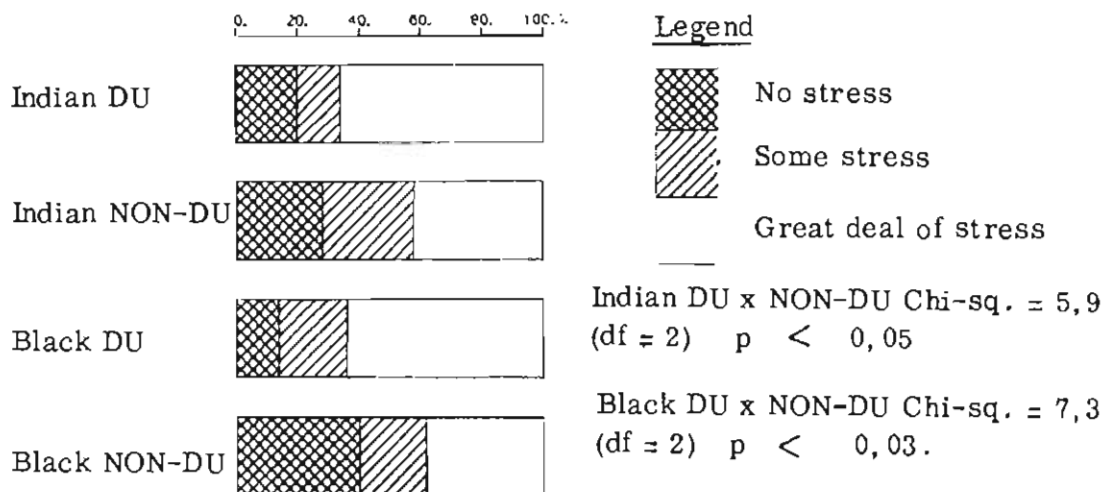 0. 20. 40. 60. 80. 100.%
Legend
Indian DU
No stress
Some stress
Indian NON-DU
Great deal of stress
Indian DU x NON-DU Chi-sq. = 5,9
(df = 2) p < 0,05
Black DU
Black DU x NON-DU Chi-sq. = 7,3
(df = 2) p < 0,03.
Black NON-DU